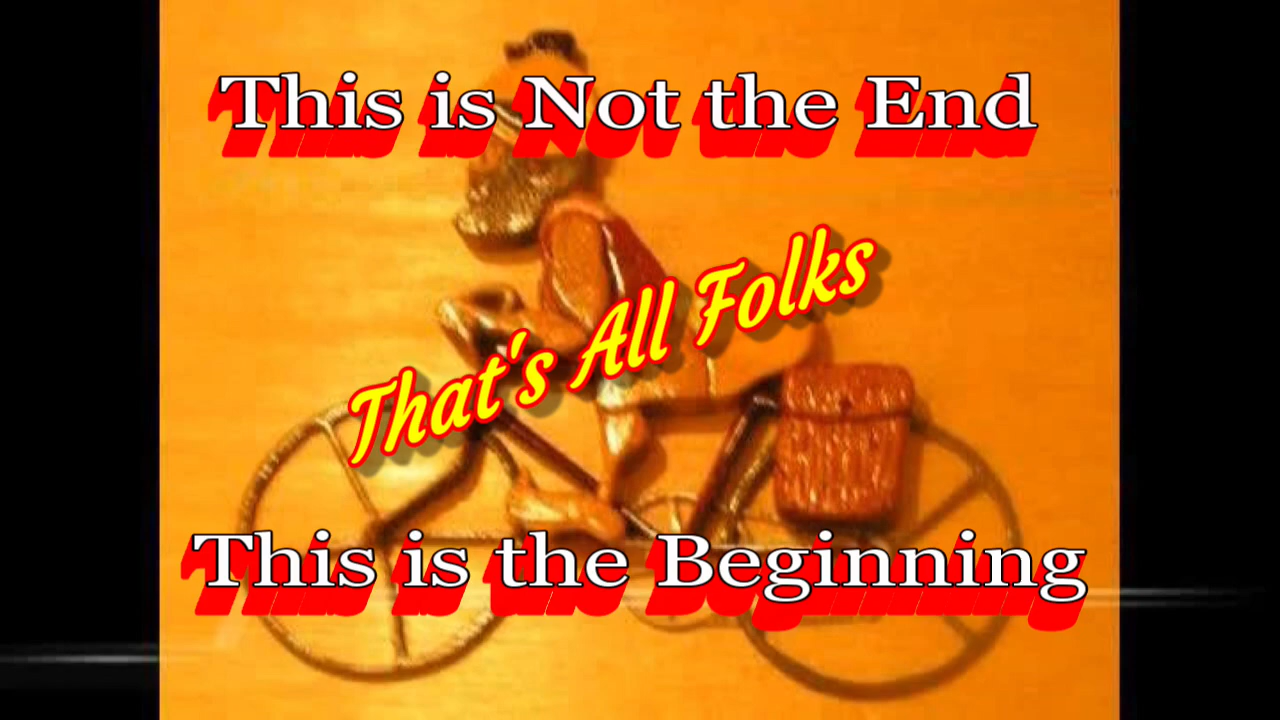 This is Not the End
That's All Folks
This is the Beginning